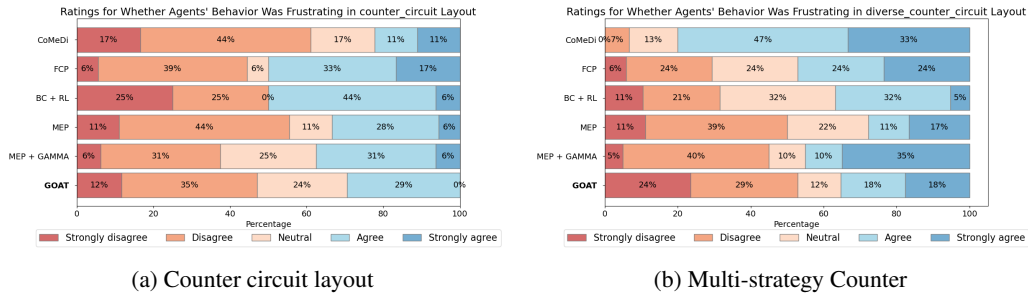 Ratings for Whether Agents' Behavior Was Frustrating in counter_circuit Layout
CoMeDi 17% 44% 17% 11% 11%
FCP 6% 39% 6% 33% 17%
BC + RL 25% 25% 0% 44% 6%
MEP 11% 44% 11% 28% 6%
MEP + GAMMA 6% 31% 25% 31% 6%
GOAT 12% 35% 24% 29% 0%
0 20 40 60 80 100
Percentage
Strongly disagree Disagree Neutral Agree Strongly agree
(a) Counter circuit layout
Ratings for Whether Agents' Behavior Was Frustrating in diverse_counter_circuit Layout
CoMeDi 0% 7% 13% 47% 33%
FCP 6% 24% 24% 24% 24%
BC + RL 11% 21% 32% 32% 5%
MEP 11% 39% 22% 11% 17%
MEP + GAMMA 5% 40% 10% 10% 35%
GOAT 24% 29% 12% 18% 18%
0 20 40 60 80 100
Percentage
Strongly disagree Disagree Neutral Agree Strongly agree
(b) Multi-strategy Counter